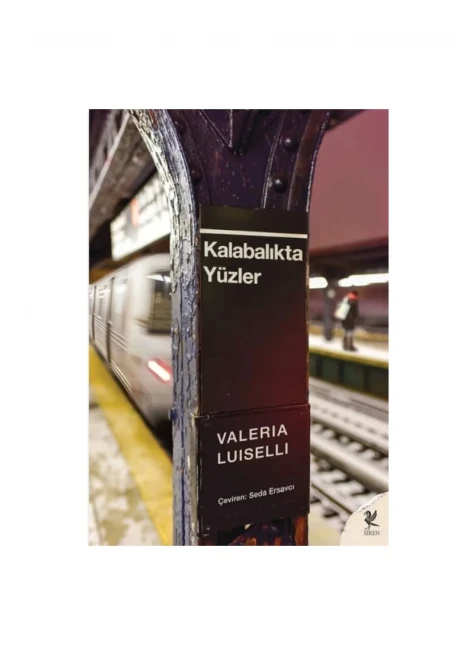 Kalabalıkta
Yüzler
VALERIA
LUISELLI
Çeviren: Seda Ersavcı
SİREN